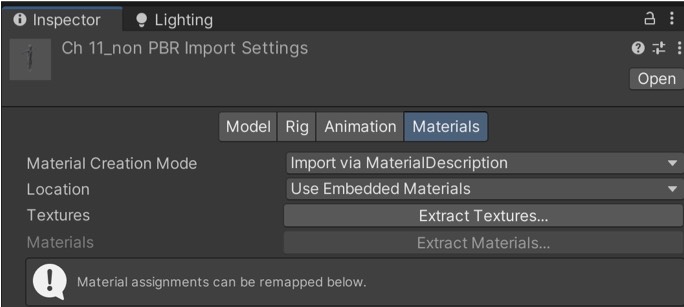 Inspector Lighting
Ch 11_non PBR Import Settings
Open
Model Rig Animation Materials
Material Creation Mode Import via MaterialDescription
Location Use Embedded Materials
Textures Extract Textures...
Materials Extract Materials...
Material assignments can be remapped below.